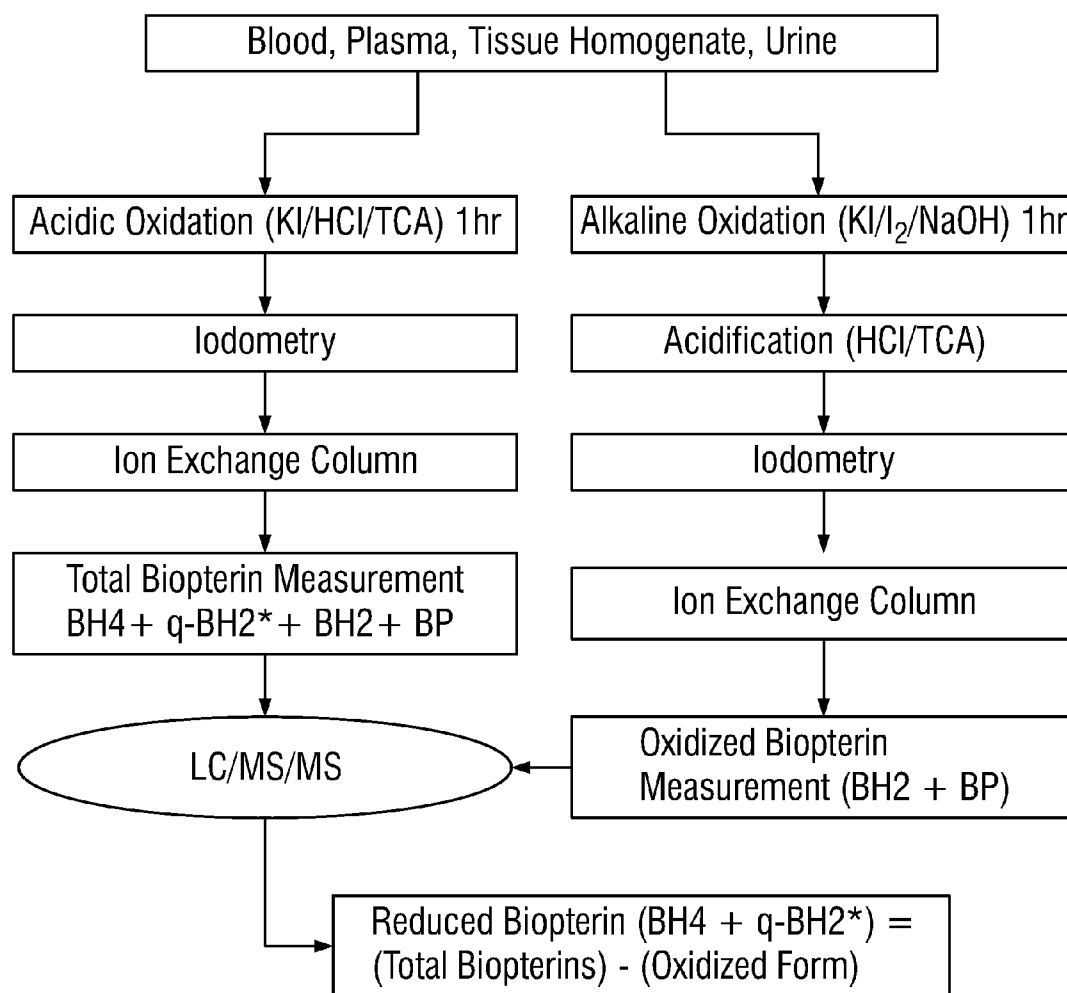 Blood, Plasma, Tissue Homogenate, Urine
Acidic Oxidation (KI/HCl/TCA) 1hr
Iodometry
Ion Exchange Column
Total Biopterin Measurement
BH4+ q-BH2*+ BH2+ BP
LC/MS/MS
Alkaline Oxidation (KI/I₂/NaOH) 1hr
Acidification (HCl/TCA)
Iodometry
Ion Exchange Column
Oxidized Biopterin
Measurement (BH2 + BP)
Reduced Biopterin (BH4 + q-BH2*) =
(Total Biopterins) - (Oxidized Form)